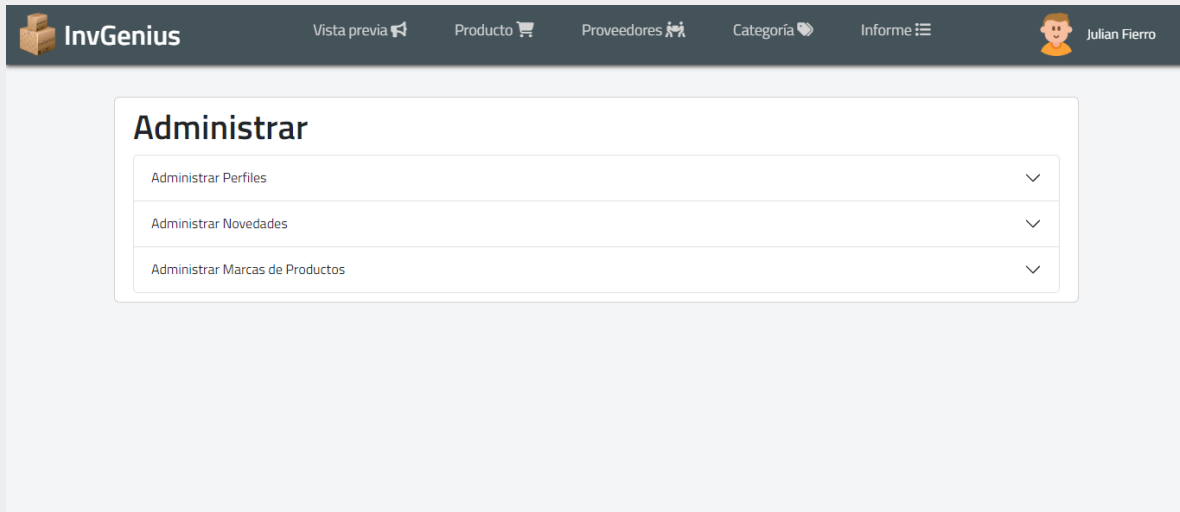 InvGenius
Vista previa
Producto
Proveedores
Categoría
Informe
Julian Fierro
Administrar
Administrar Perfiles
Administrar Novedades
Administrar Marcas de Productos